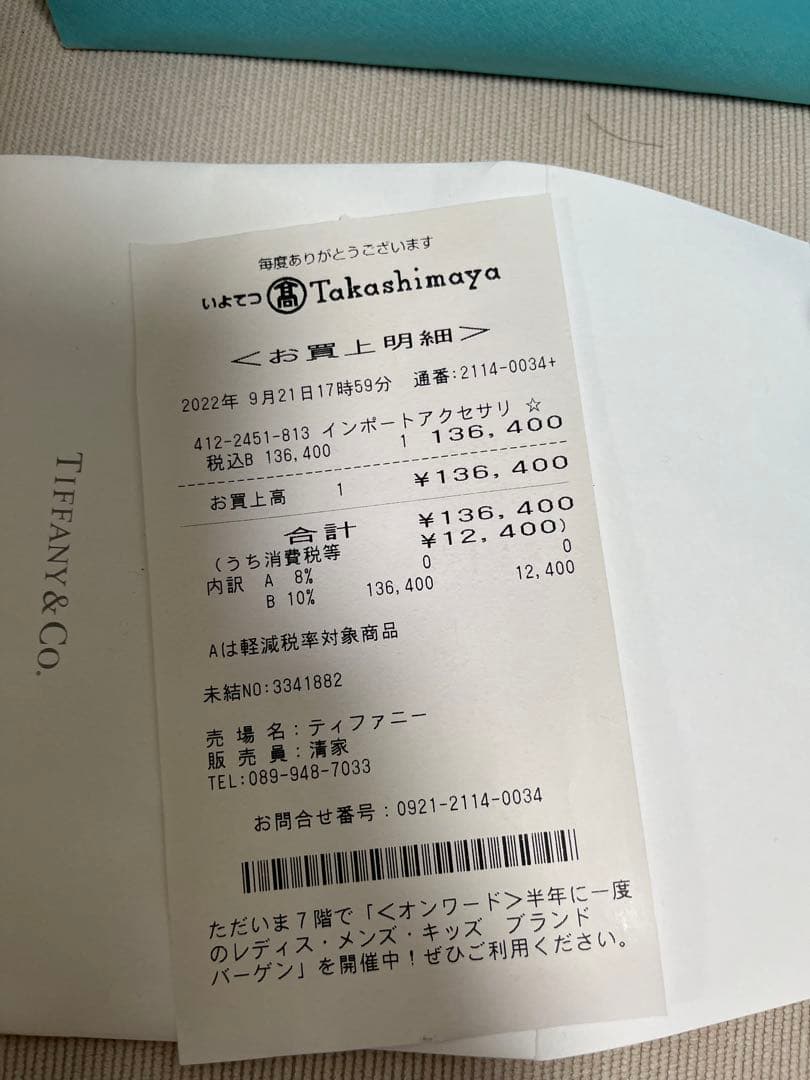 毎度ありがとうございます
いよてつ 髙 Takashimaya
＜お買上明細＞
2022年 9月21日17時59分 通番:2114-0034+
412-2451-813 インポートアクセサリ ☆
税込B 136,400 1 136,400
お買上高 1 ¥136,400
合計 ¥136,400
(うち消費税等 ¥12,400)
内訳 A 8% 0 0
B 10% 136,400 12,400
Aは軽減税率対象商品
未結NO:3341882
売 場 名：ティファニー
販 売 員：清家
TEL:089-948-7033
お問合せ番号：0921-2114-0034
ただいま７階で「＜オンワード＞半年に一度
のレディス・メンズ・キッズ　ブランド
バーゲン」を開催中！ぜひご利用ください。
TIFFANY & CO.